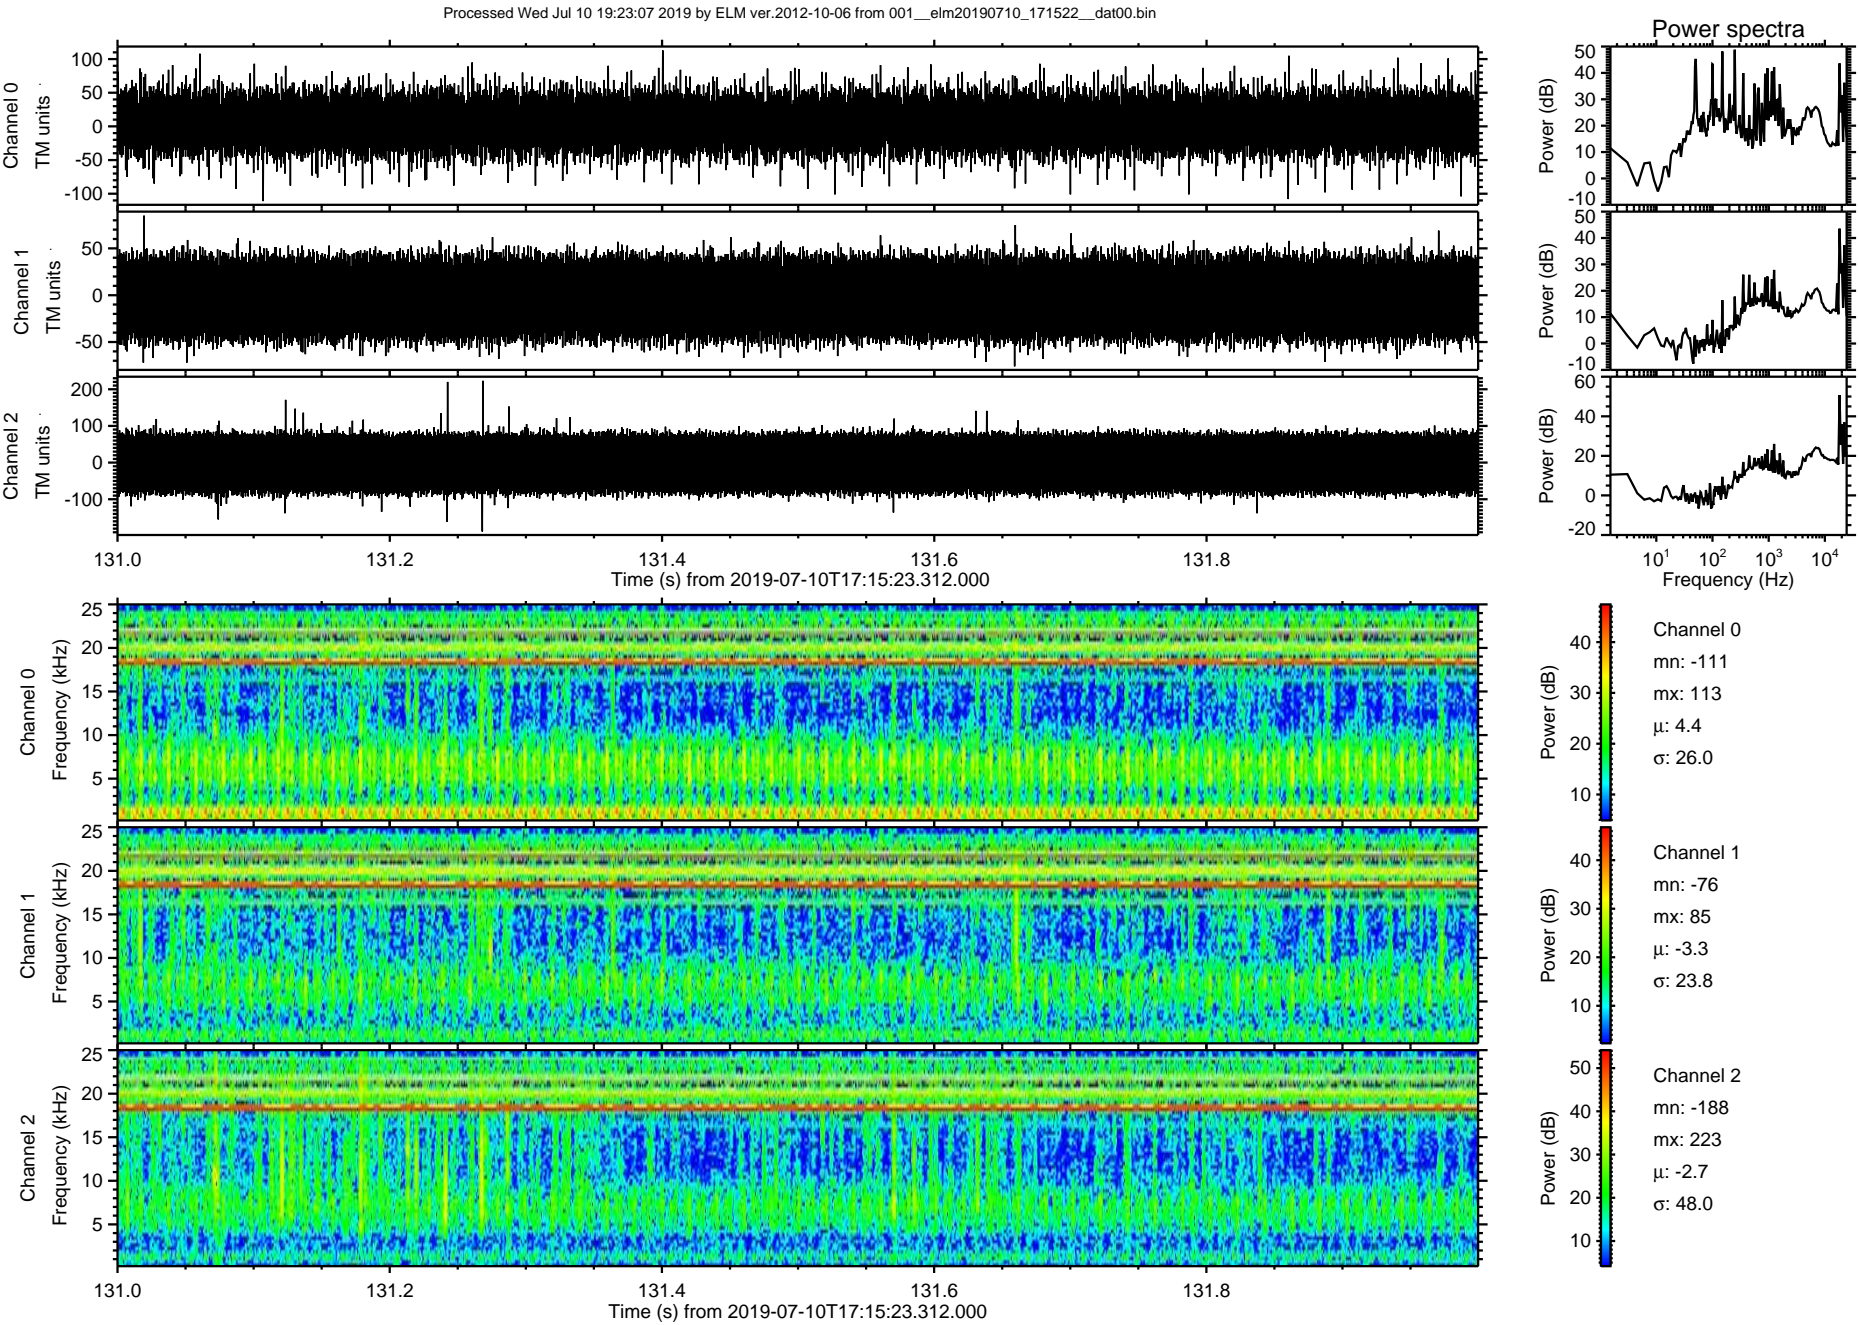 Processed Wed Jul 10 19:23:07 2019 by ELM ver.2012-10-06 from 001__elm20190710_171522__dat00.bin
Power spectra
Channel 0
TM units
100
50
0
-50
-100
Power (dB)
50
40
30
20
10
0
-10
Channel 1
TM units
50
0
-50
Power (dB)
50
40
30
20
10
0
-10
Channel 2
TM units
200
100
0
-100
Power (dB)
60
40
20
0
-20
131.0 131.2 131.4 131.6 131.8
Time (s) from 2019-07-10T17:15:23.312.000
10^1 10^2 10^3 10^4
Frequency (Hz)
Channel 0
Frequency (kHz)
25
20
15
10
5
Power (dB)
40
30
20
10
Channel 0
mn: -111
mx: 113
μ: 4.4
σ: 26.0
Channel 1
Frequency (kHz)
25
20
15
10
5
Power (dB)
40
30
20
10
Channel 1
mn: -76
mx: 85
μ: -3.3
σ: 23.8
Channel 2
Frequency (kHz)
25
20
15
10
5
Power (dB)
50
40
30
20
10
Channel 2
mn: -188
mx: 223
μ: -2.7
σ: 48.0
131.0 131.2 131.4 131.6 131.8
Time (s) from 2019-07-10T17:15:23.312.000